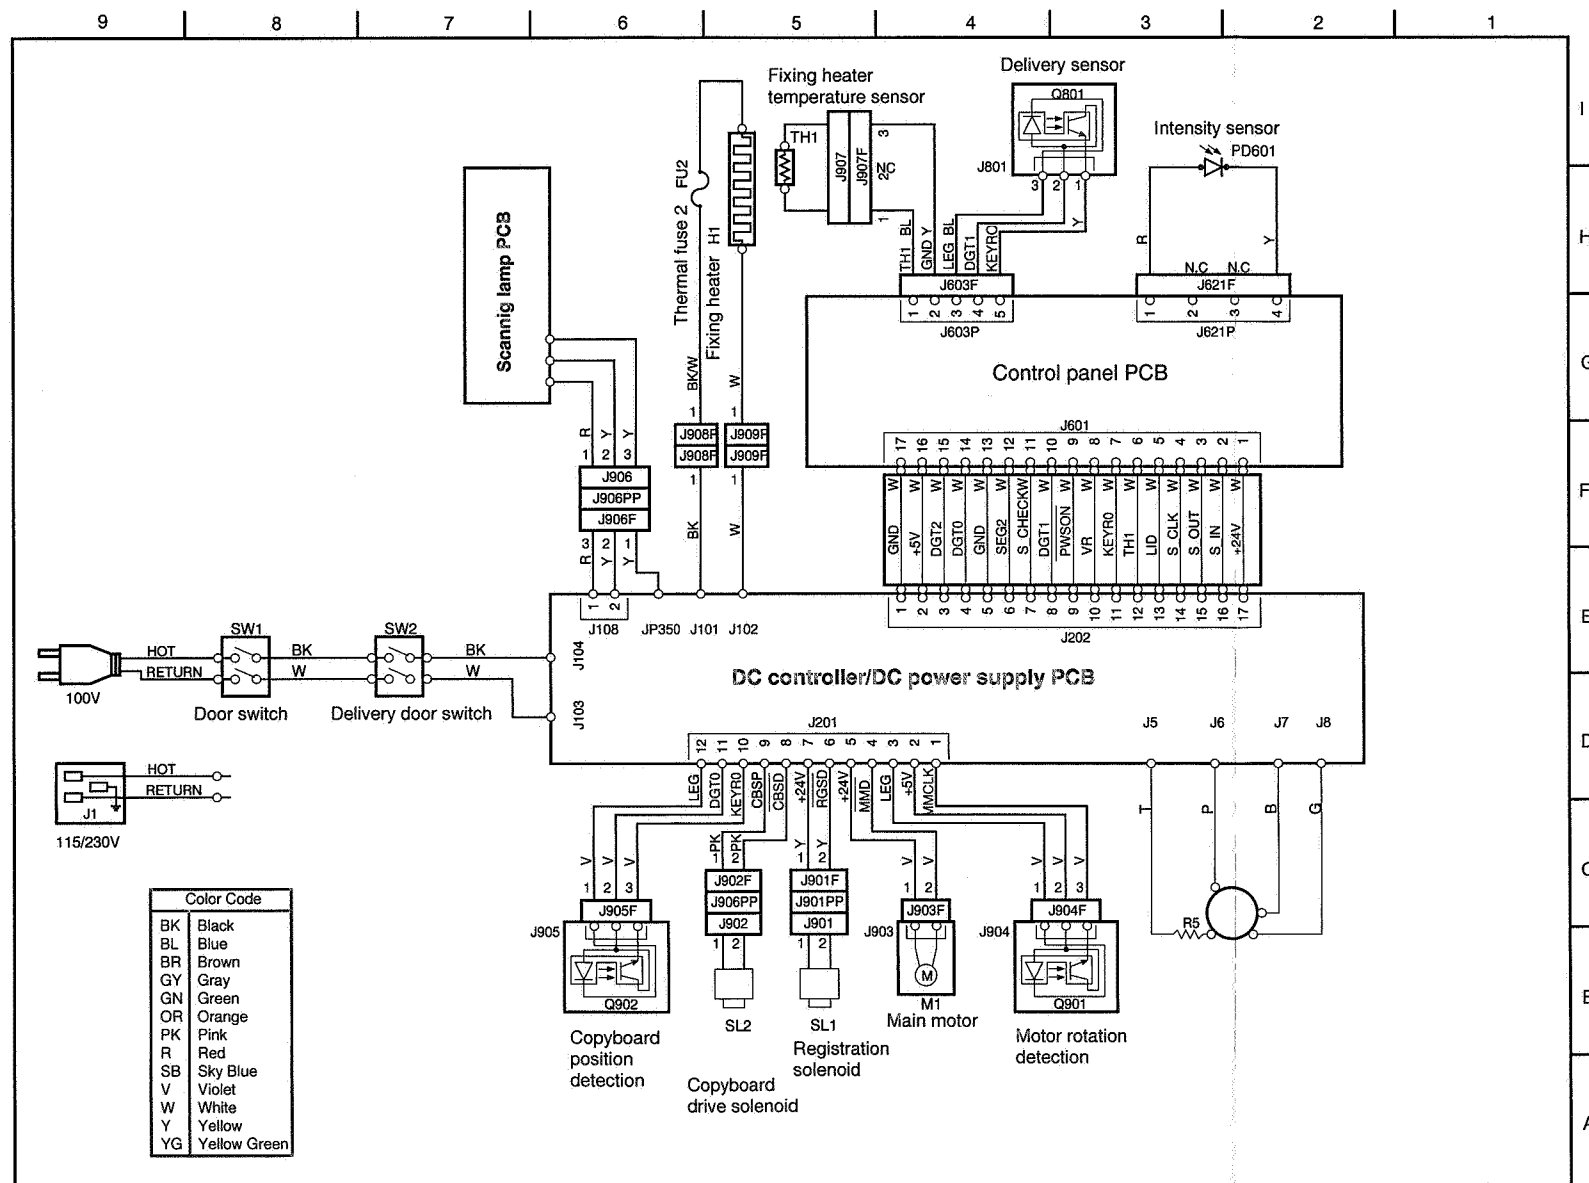 9 8 7 6 6 5 4 3 2 1
I
H
G
F
E
D
C
B
A
Delivery sensor
Q801
J801
3 2 1
Fixing heater
temperature sensor
TH1
J907
J907F
3
2NC
1
Intensity sensor
PD601
R
Y
N.C N.C
Scannig lamp PCB
Thermal fuse 2 FU2
Fixing heater H1
BK/W
W
TH1 BL
GND Y
LEG BL
DGT1
KEYRO
Y
J603F
1 2 3 4 5
J603P
J621F
1 2 3 4
J621P
Control panel PCB
J601
17 16 15 14 13 12 11 10 9 8 7 6 5 4 3 2 1
W W W W W W W W W W W W W W W W W
GND
+5V
DGT2
DGT0
GND
SEG2
S_CHECK
DGT1
PWSON
VR
KEYR0
TH1
LID
S_CLK
S_OUT
S_IN
+24V
1 2 3 4 5 6 7 8 9 10 11 12 13 14 15 16 17
J202
R Y Y
1 2 3
J906
J906PP
J906F
3 2 1
R Y Y
1 1
J908F J909F
J908F J909F
1 1
BK
W
1 2
J108 JP350 J101 J102
J104
J103
DC controller/DC power supply PCB
HOT
RETURN
100V
SW1
Door switch
BK
W
SW2
Delivery door switch
BK
W
HOT
RETURN
J1
115/230V
J201
12 11 10 9 8 7 6 5 4 3 2 1
LEG
DGT0
KEYR0
CBSP
CBSD
+24V
RGSD
+24V
MMD
LEG
+5V
MMCLK
J5 J6 J7 J8
T P B G
R5
V V V
1 2 3
J905F
J905
Q902
Copyboard
position
detection
PK PK
1 2
J902F
J906PP
J902
1 2
SL2
Copyboard
drive solenoid
Y Y
1 2
J901F
J901PP
J901
1 2
SL1
Registration
solenoid
V V
1 2
J903F
J903
M
M1
Main motor
V V V
1 2 3
J904F
J904
Q901
Motor rotation
detection
Color Code
BK Black
BL Blue
BR Brown
GY Gray
GN Green
OR Orange
PK Pink
R Red
SB Sky Blue
V Violet
W White
Y Yellow
YG Yellow Green